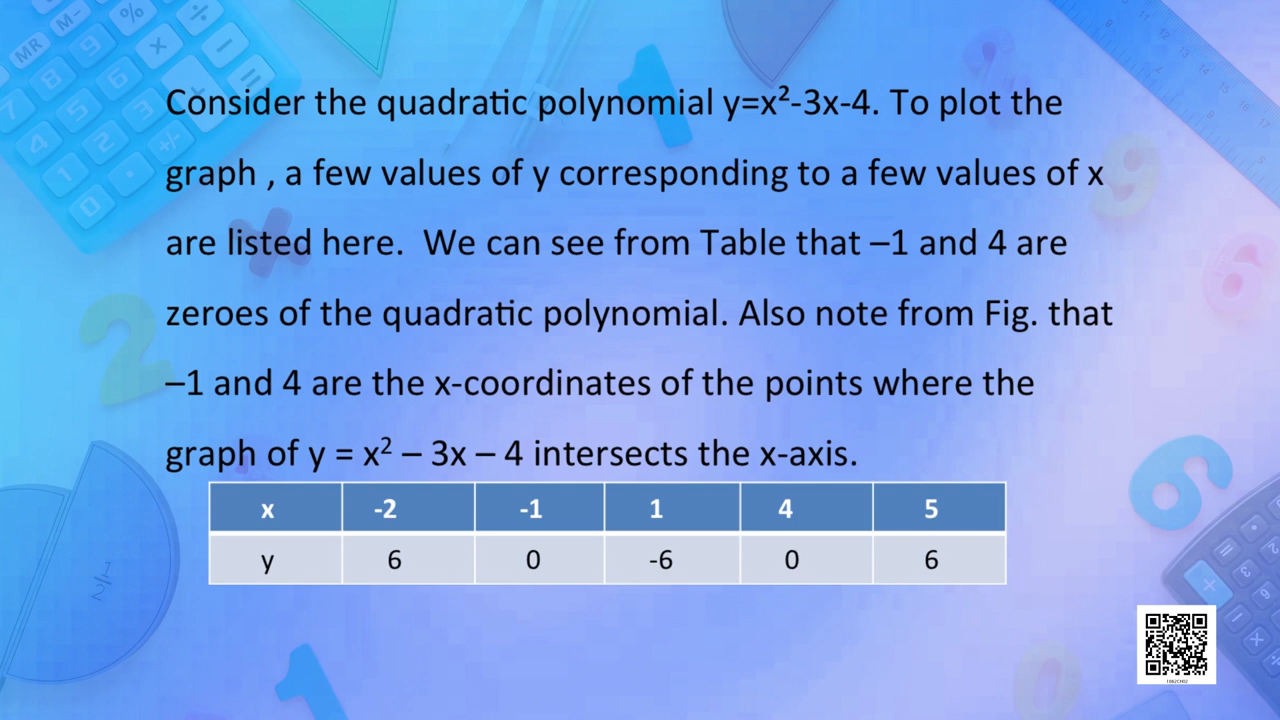 Consider the quadratic polynomial y=x²-3x-4. To plot the
graph , a few values of y corresponding to a few values of x
are listed here.  We can see from Table that –1 and 4 are
zeroes of the quadratic polynomial. Also note from Fig. that
–1 and 4 are the x-coordinates of the points where the
graph of y = x² – 3x – 4 intersects the x-axis.
x -2 -1 1 4 5
y 6 0 -6 0 6